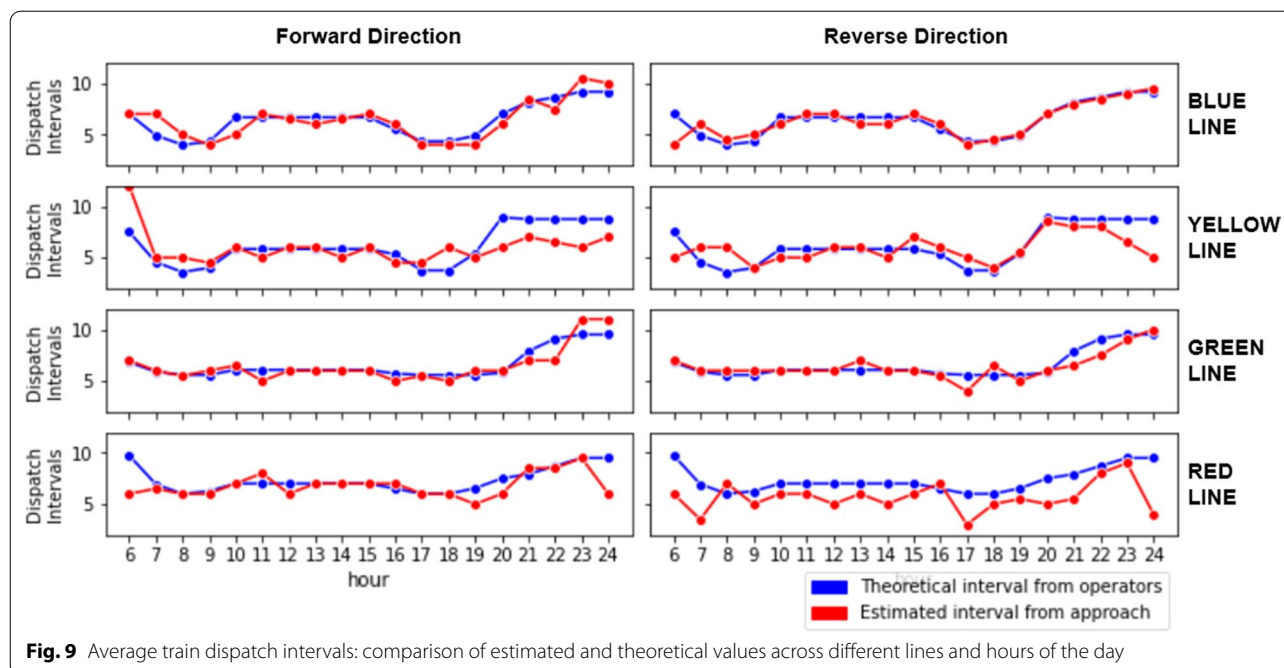 Forward Direction
Reverse Direction
Dispatch
Intervals
10
5
BLUE
LINE
Dispatch
Intervals
10
5
YELLOW
LINE
Dispatch
Intervals
10
5
GREEN
LINE
Dispatch
Intervals
10
5
RED
LINE
6 7 8 9 10 11 12 13 14 15 16 17 18 19 20 21 22 23 24
6 7 8 9 10 11 12 13 14 15 16 17 18 19 20 21 22 23 24
hour
hour
Theoretical interval from operators
Estimated interval from approach
Fig. 9 Average train dispatch intervals: comparison of estimated and theoretical values across different lines and hours of the day